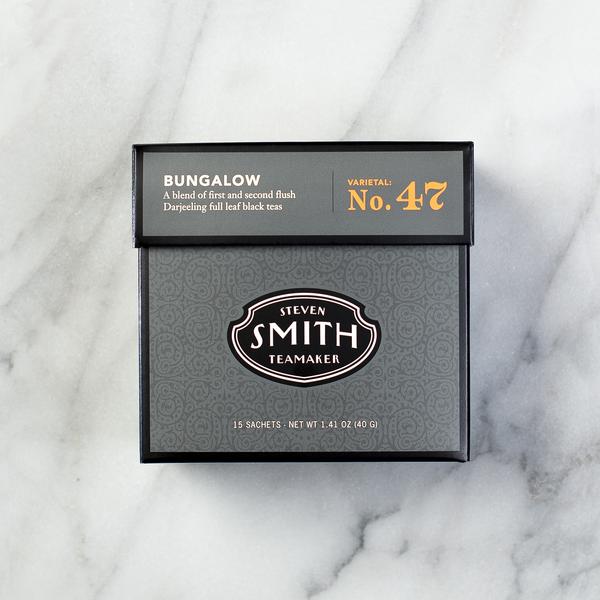 BUNGALOW
A blend of first and second flush
Darjeeling full leaf black teas
VARIETAL:
No. 47
STEVEN
SMITH
TEAMAKER
15 SACHETS - NET WT 1.41 OZ (40 G)